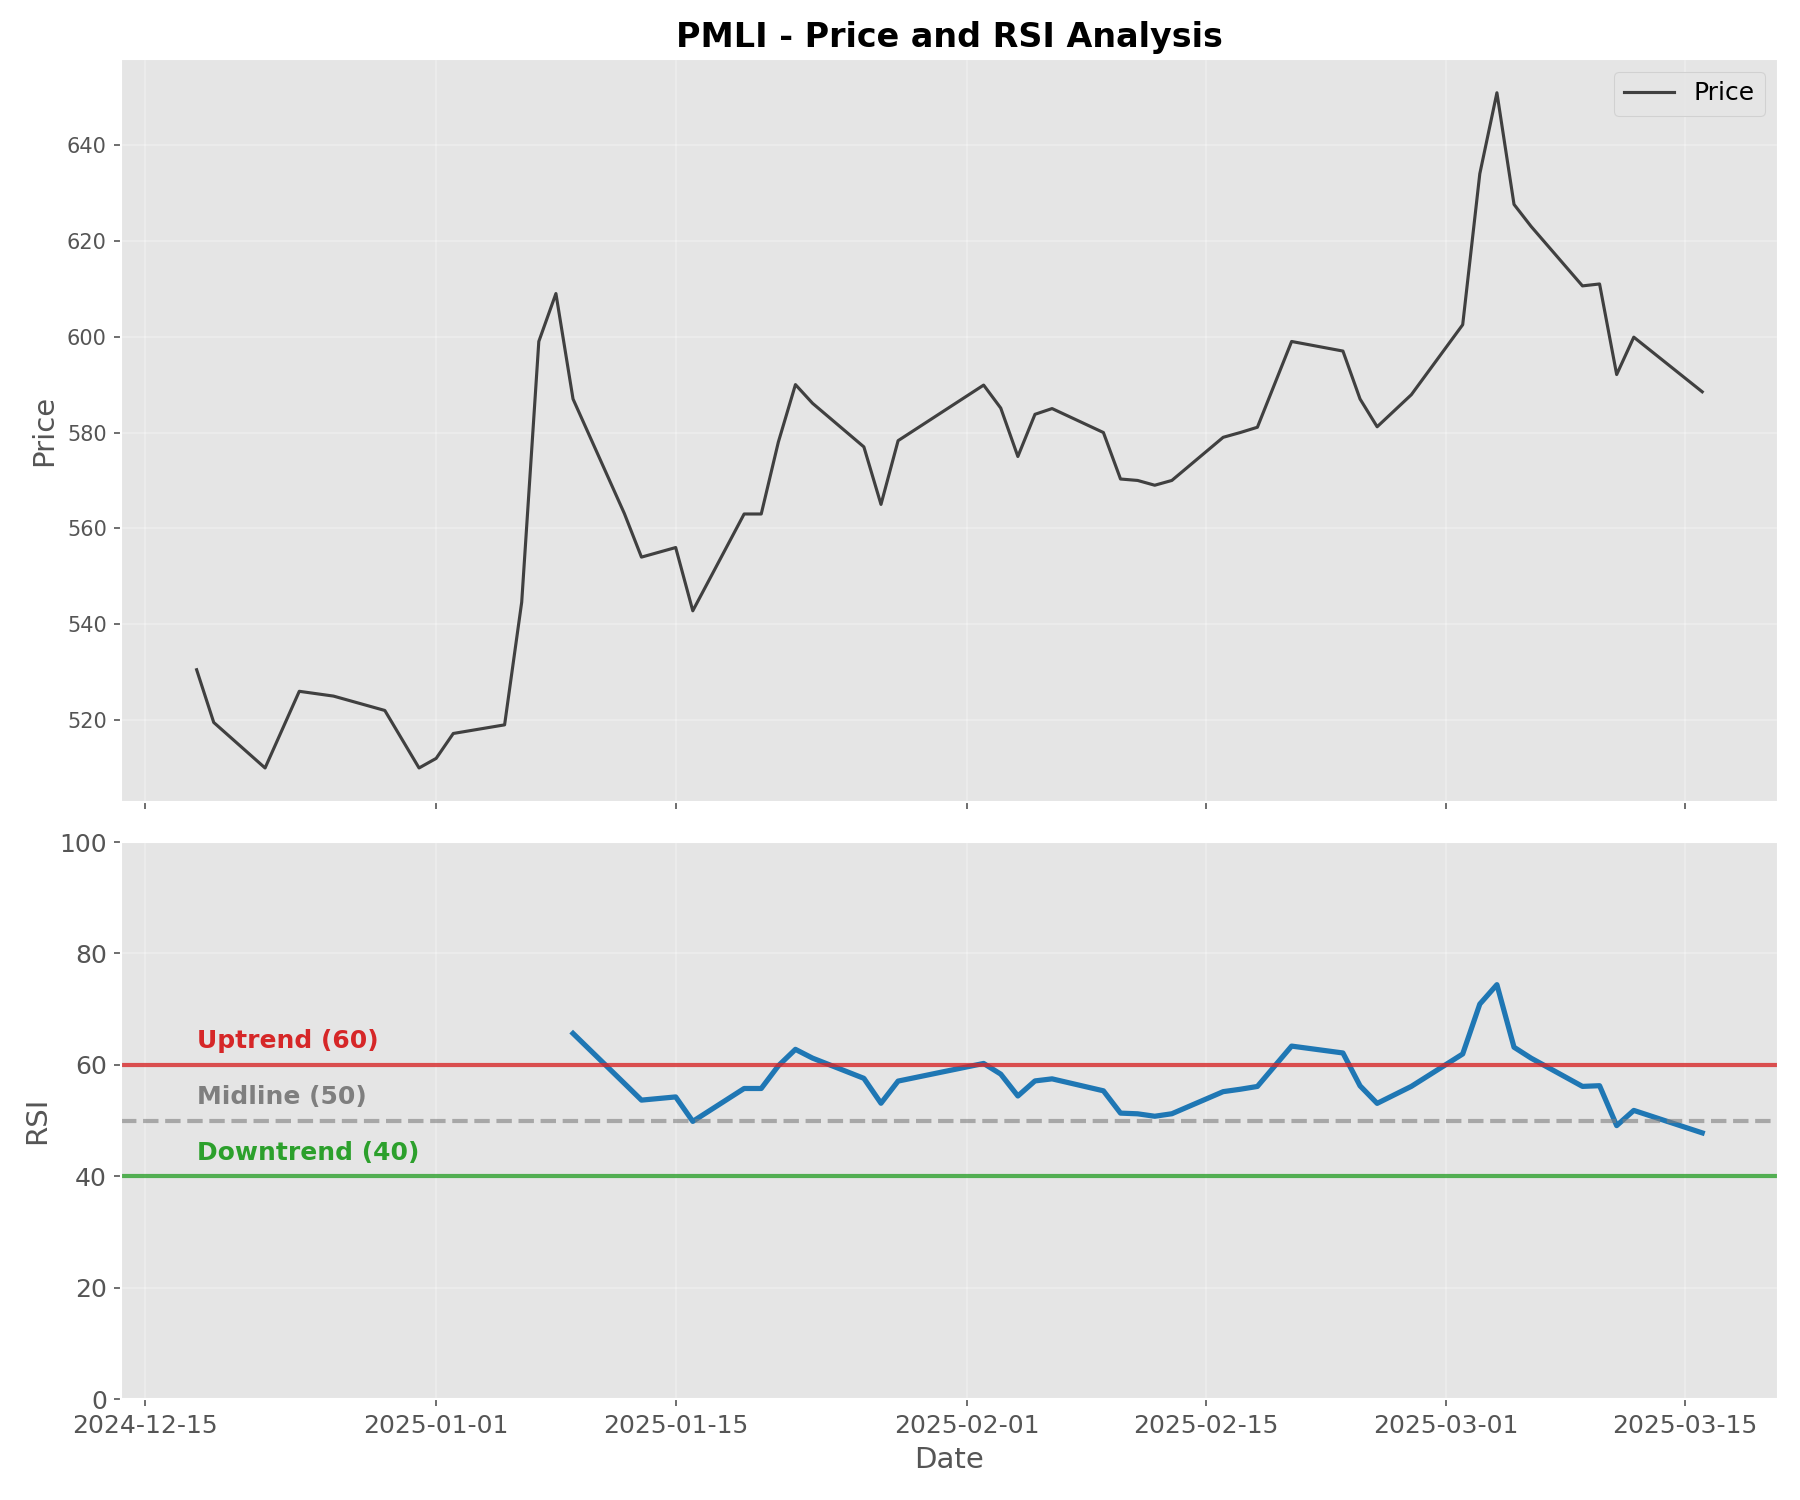 PMLI - Price and RSI Analysis
Price
640
620
600
580
560
540
520
Price
100
80
60
40
20
0
Uptrend (60)
Midline (50)
Downtrend (40)
RSI
2024-12-15
2025-01-01
2025-01-15
2025-02-01
2025-02-15
2025-03-01
2025-03-15
Date